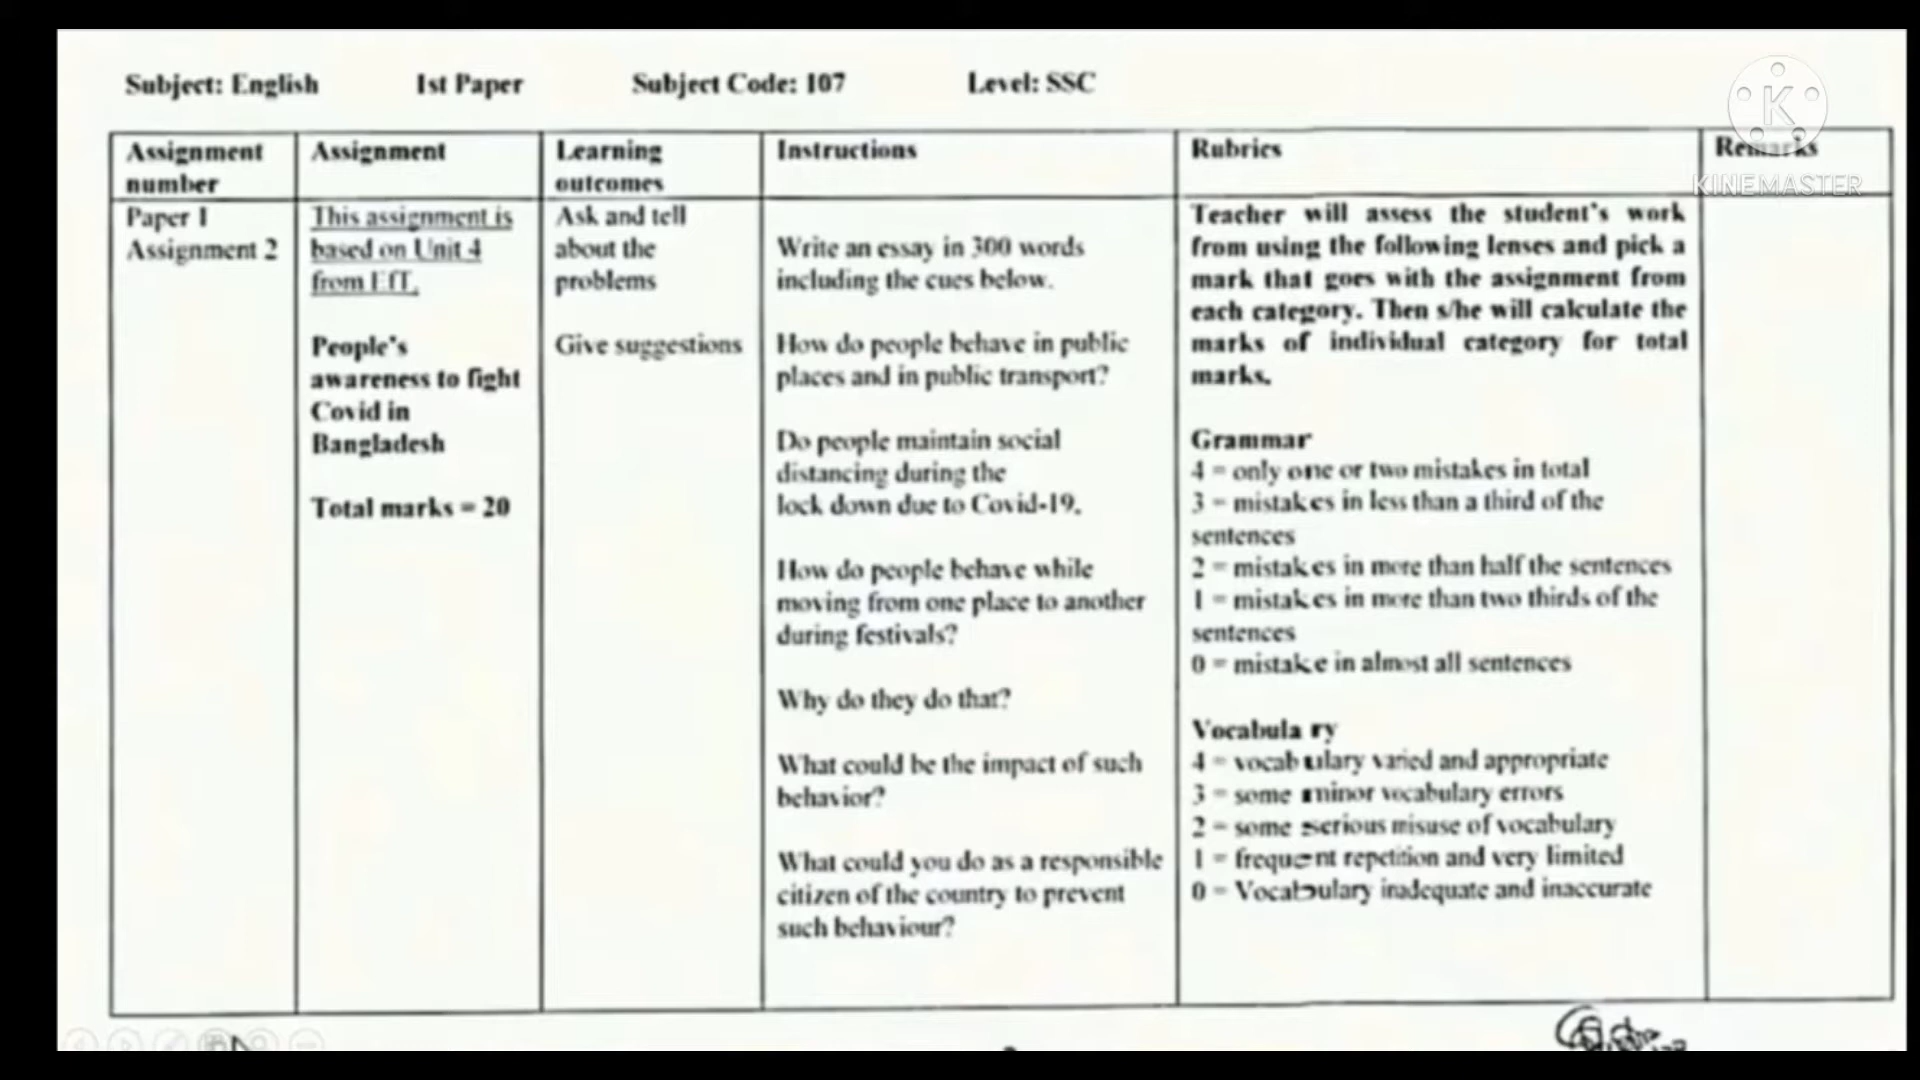 Subject: English 1st Paper Subject Code: 107 Level: SSC
KINEMASTER
Assignment number
Assignment
Learning outcomes
Instructions
Rubrics
Remarks
Paper 1
Assignment 2
This assignment is
based on Unit 4
from EfT.
People's
awareness to fight
Covid in
Bangladesh
Total marks = 20
Ask and tell
about the
problems
Give suggestions
Write an essay in 300 words
including the cues below.
How do people behave in public
places and in public transport?
Do people maintain social
distancing during the
lock down due to Covid-19.
How do people behave while
moving from one place to another
during festivals?
Why do they do that?
What could be the impact of such
behavior?
What could you do as a responsible
citizen of the country to prevent
such behaviour?
Teacher will assess the student's work
from using the following lenses and pick a
mark that goes with the assignment from
each category. Then s/he will calculate the
marks of individual category for total
marks.
Grammar
4 = only one or two mistakes in total
3 = mistakes in less than a third of the
sentences
2 = mistakes in more than half the sentences
1 = mistakes in more than two thirds of the
sentences
0 = mistake in almost all sentences
Vocabulary
4 = vocabulary varied and appropriate
3 = some minor vocabulary errors
2 = some serious misuse of vocabulary
1 = frequent repetition and very limited
0 = Vocabulary inadequate and inaccurate